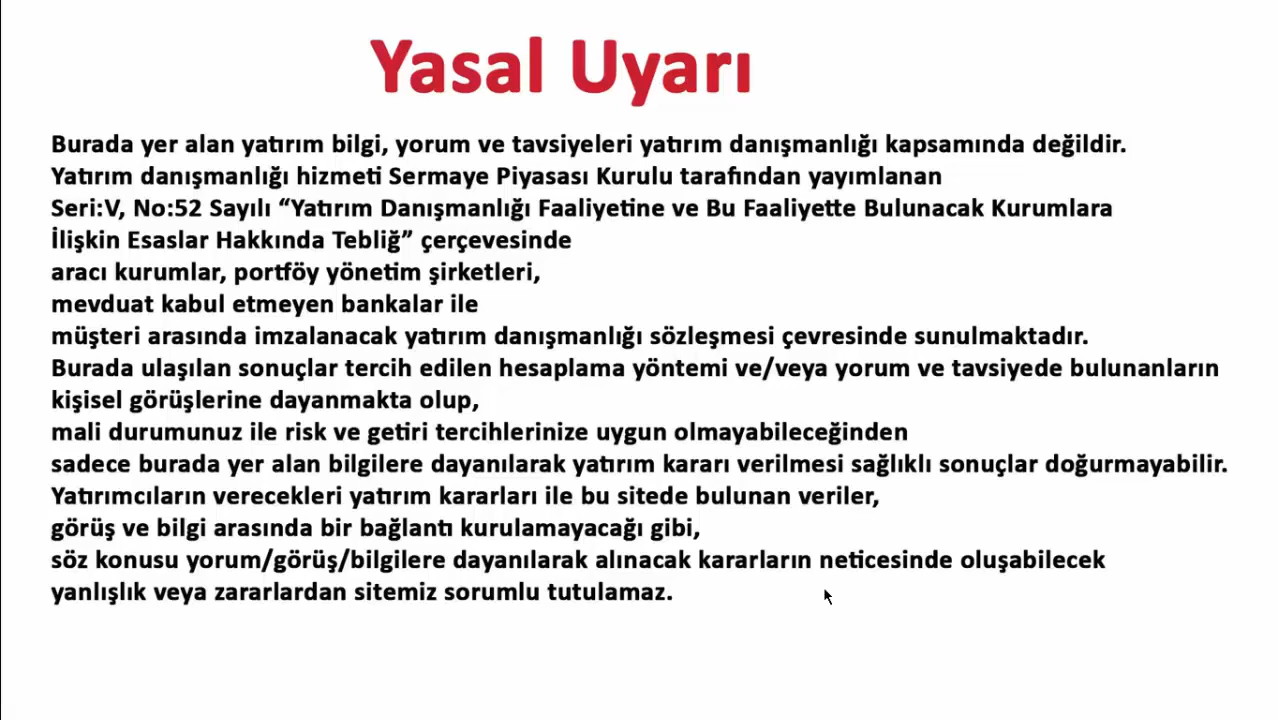 Yasal Uyarı
Burada yer alan yatırım bilgi, yorum ve tavsiyeleri yatırım danışmanlığı kapsamında değildir.
Yatırım danışmanlığı hizmeti Sermaye Piyasası Kurulu tarafından yayımlanan
Seri:V, No:52 Sayılı “Yatırım Danışmanlığı Faaliyetine ve Bu Faaliyette Bulunacak Kurumlara
İlişkin Esaslar Hakkında Tebliğ” çerçevesinde
aracı kurumlar, portföy yönetim şirketleri,
mevduat kabul etmeyen bankalar ile
müşteri arasında imzalanacak yatırım danışmanlığı sözleşmesi çevresinde sunulmaktadır.
Burada ulaşılan sonuçlar tercih edilen hesaplama yöntemi ve/veya yorum ve tavsiyede bulunanların
kişisel görüşlerine dayanmakta olup,
mali durumunuz ile risk ve getiri tercihlerinize uygun olmayabileceğinden
sadece burada yer alan bilgilere dayanılarak yatırım kararı verilmesi sağlıklı sonuçlar doğurmayabilir.
Yatırımcıların verecekleri yatırım kararları ile bu sitede bulunan veriler,
görüş ve bilgi arasında bir bağlantı kurulamayacağı gibi,
söz konusu yorum/görüş/bilgilere dayanılarak alınacak kararların neticesinde oluşabilecek
yanlışlık veya zararlardan sitemiz sorumlu tutulamaz.